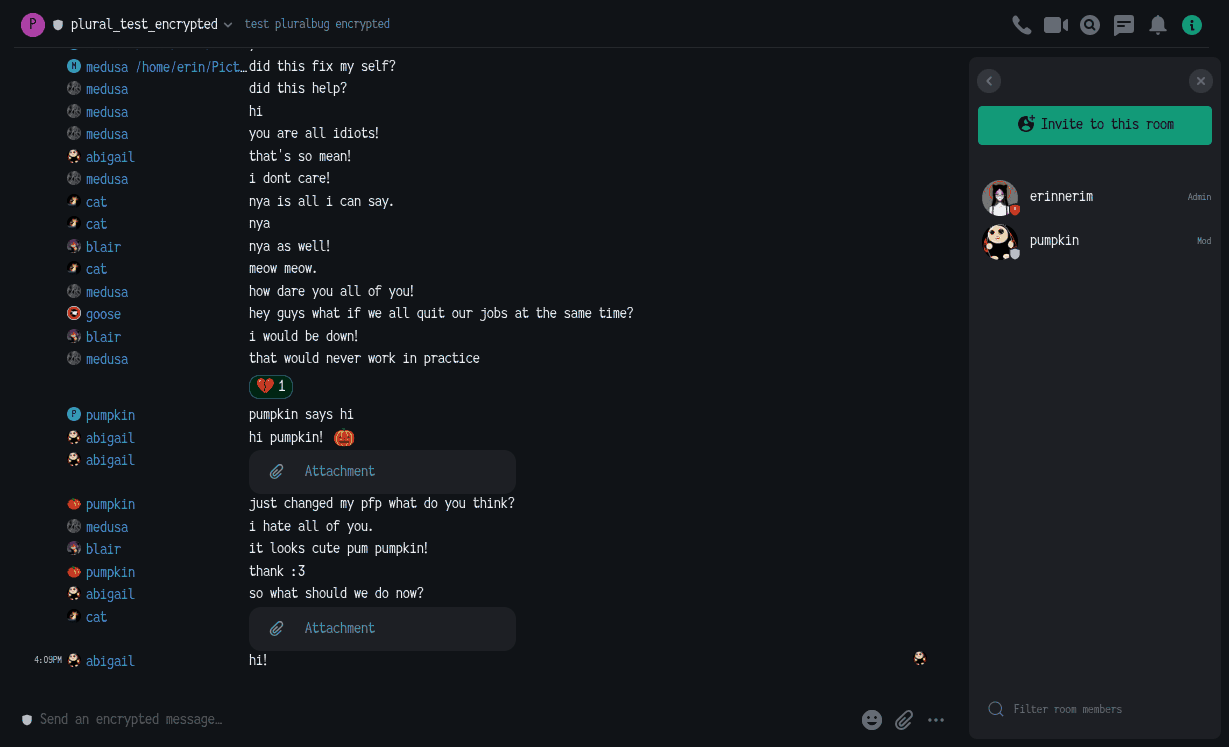 P plural_test_encrypted test pluralbug encrypted
M medusa /home/erin/Pict… did this fix my self?
medusa did this help?
medusa hi
medusa you are all idiots!
abigail that's so mean!
medusa i dont care!
cat nya is all i can say.
cat nya
blair nya as well!
cat meow meow.
medusa how dare you all of you!
goose hey guys what if we all quit our jobs at the same time?
blair i would be down!
medusa that would never work in practice
💔 1
P pumpkin pumpkin says hi
abigail hi pumpkin! 🎃
abigail Attachment
pumpkin just changed my pfp what do you think?
medusa i hate all of you.
blair it looks cute pum pumpkin!
pumpkin thank :3
abigail so what should we do now?
cat Attachment
4:09PM abigail hi!
Send an encrypted message…
Invite to this room
erinnerim Admin
pumpkin Mod
Filter room members